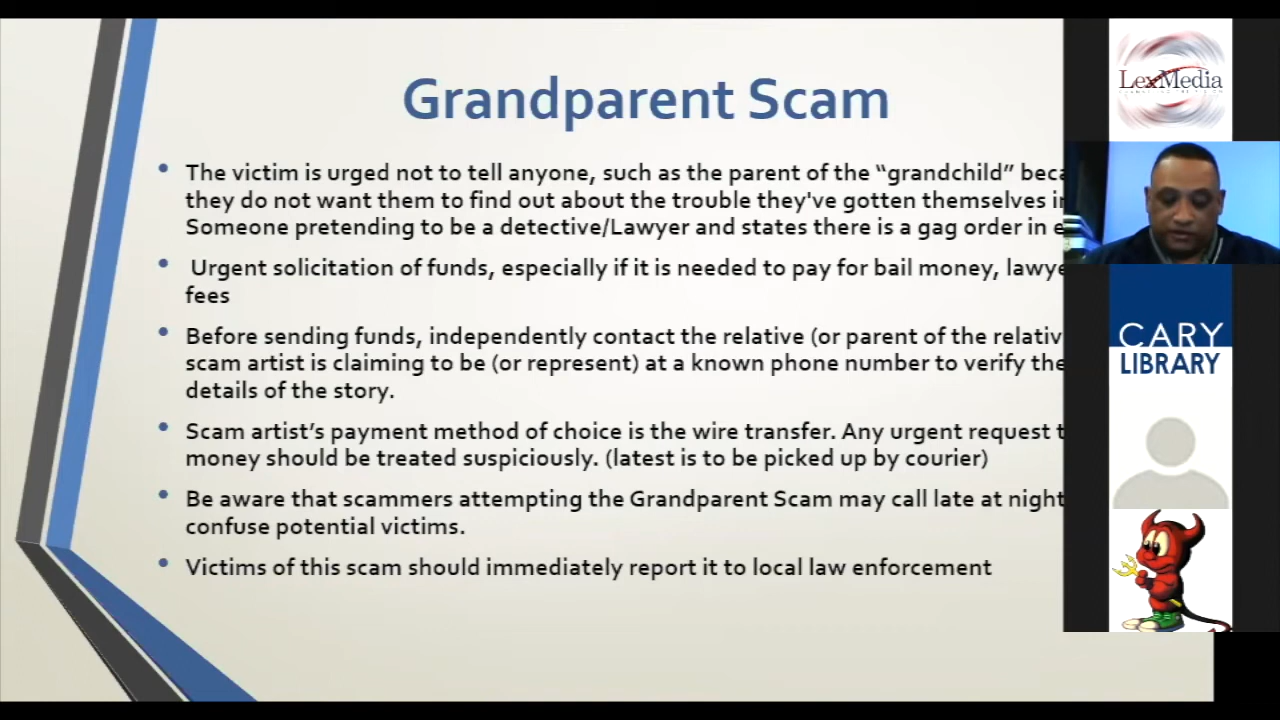 Grandparent Scam
• The victim is urged not to tell anyone, such as the parent of the “grandchild”
they do not want them to find out about the trouble they've gotten themselves
Someone pretending to be a detective/Lawyer and states there is a gag order in
• Urgent solicitation of funds, especially if it is needed to pay for bail money,
fees
• Before sending funds, independently contact the relative (or parent of the
scam artist is claiming to be (or represent) at a known phone number to verify the
details of the story.
• Scam artist’s payment method of choice is the wire transfer. Any urgent request
money should be treated suspiciously. (latest is to be picked up by courier)
• Be aware that scammers attempting the Grandparent Scam may call late at night
confuse potential victims.
• Victims of this scam should immediately report it to local law enforcement
LexMedia
CARY
LIBRARY